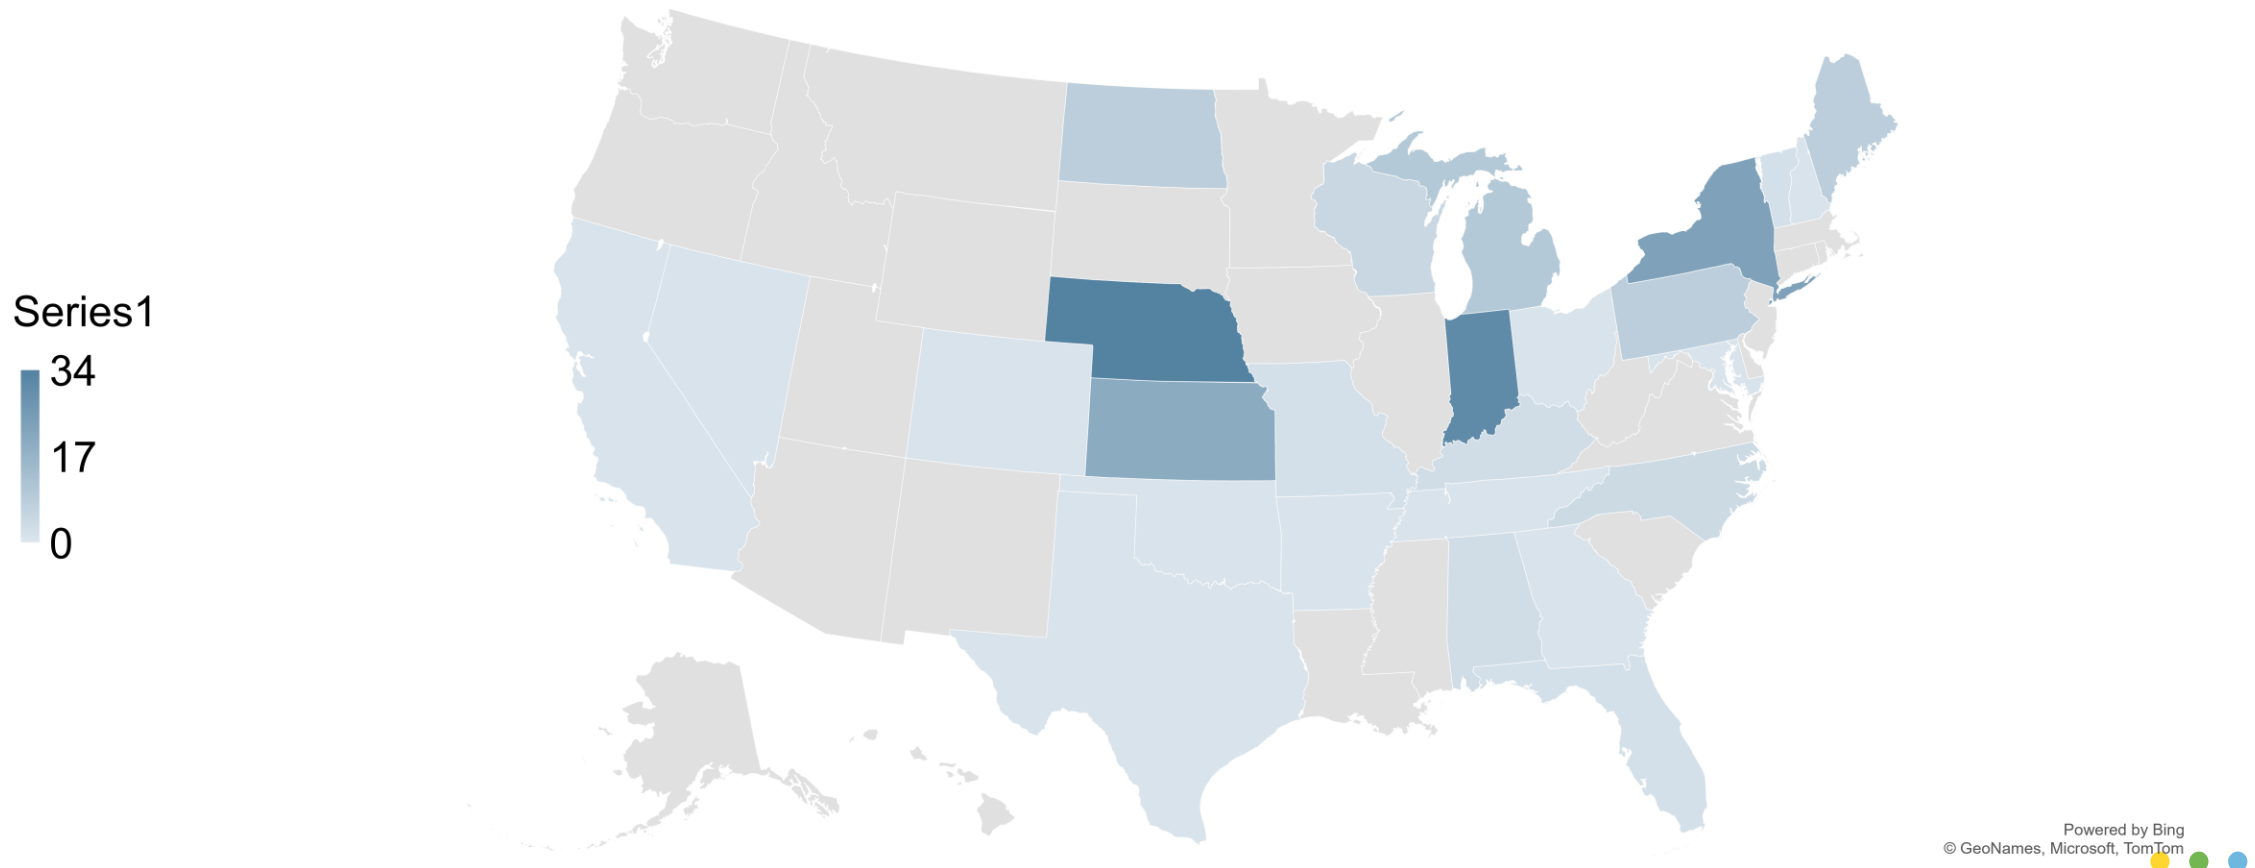 Series1
34
17
0
Powered by Bing
© GeoNames, Microsoft, TomTom